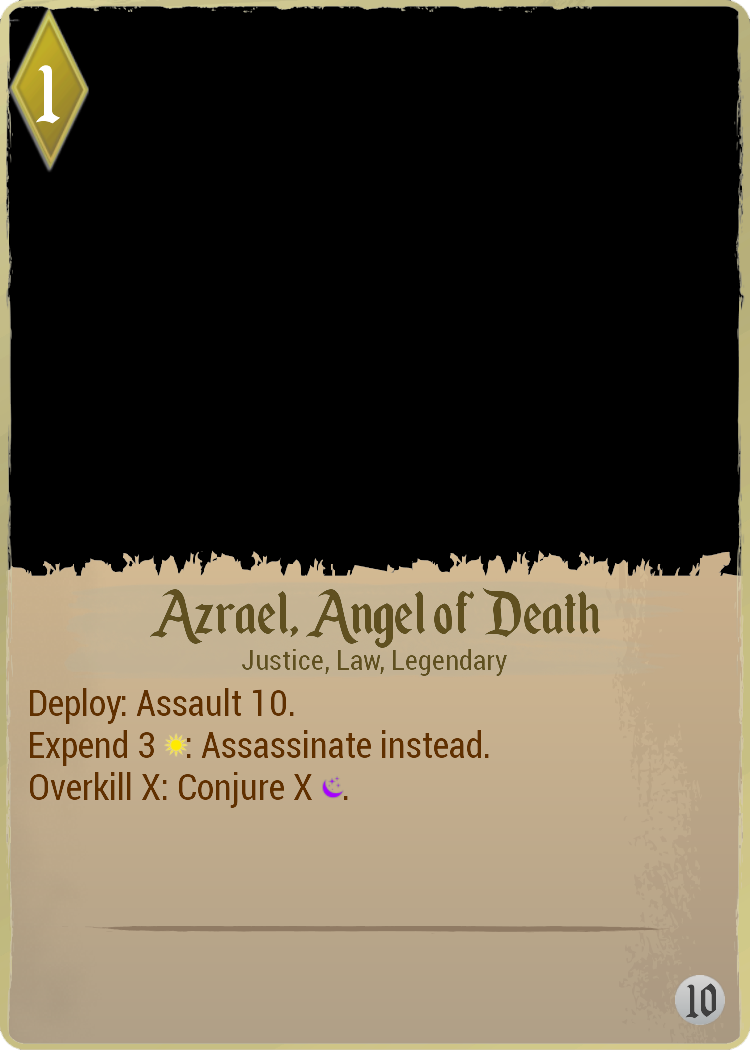 1
Azrael, Angel of Death
Justice, Law, Legendary
Deploy: Assault 10.
Expend 3 : Assassinate instead.
Overkill X: Conjure X .
10